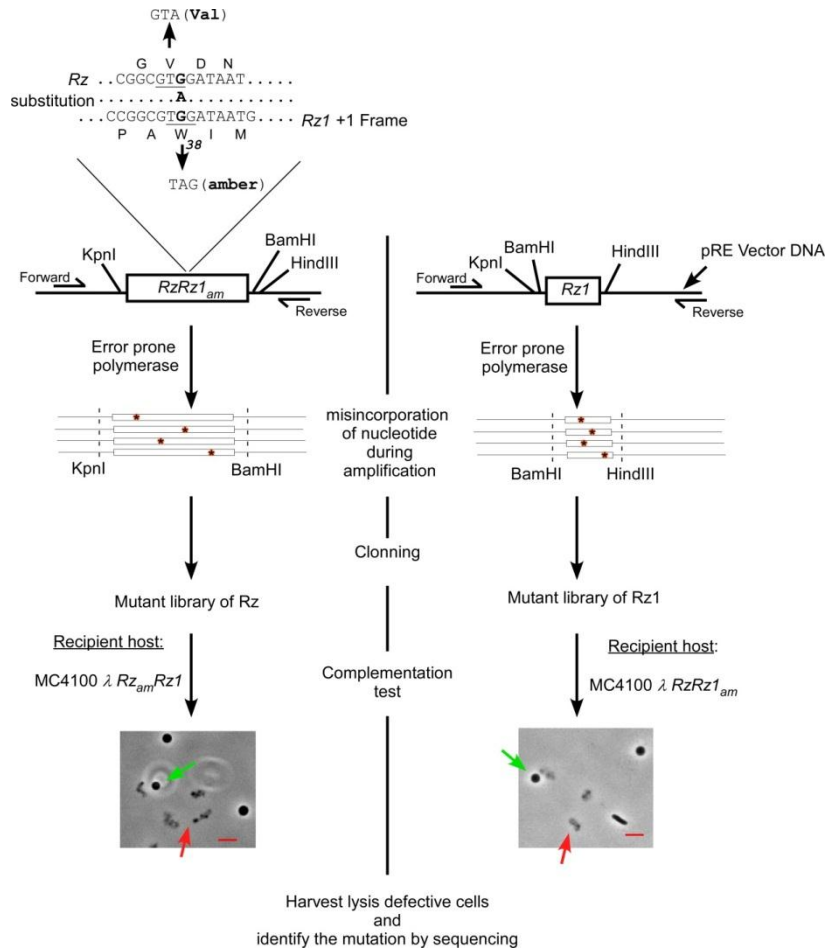 GTA(Val)
G V D N
Rz ..CGGCGTGGATAAT.....
substitution ..........A..............
..CCGGCGTGGATAATG..... Rz1 +1 Frame
P A W I M
38
TAG(amber)
KpnI
BamHI
HindIII
Forward
RzRz1am
Reverse
Error prone
polymerase
KpnI
BamHI
Mutant library of Rz
Recipient host:
MC4100 λ RzamRz1
misincorporation
of nucleotide
during
amplification
Clonning
Complementation
test
Harvest lysis defective cells
and
identify the mutation by sequencing
BamHI
HindIII
pRE Vector DNA
KpnI
Forward
Rz1
Reverse
Error prone
polymerase
BamHI
HindIII
Mutant library of Rz1
Recipient host:
MC4100 λ RzRz1am